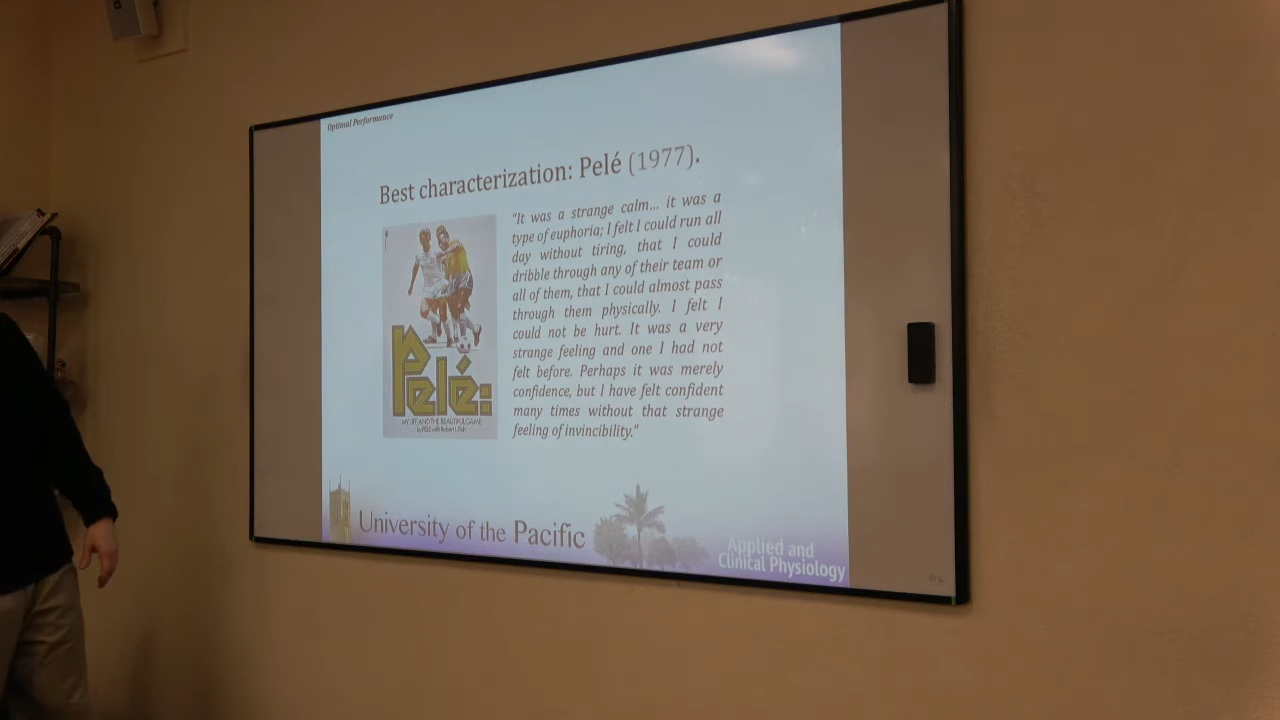 Optimal Performance
Best characterization: Pelé (1977).
"It was a strange calm... it was a
type of euphoria; I felt I could run all
day without tiring, that I could
dribble through any of their team or
all of them, that I could almost pass
through them physically. I felt I
could not be hurt. It was a very
strange feeling and one I had not
felt before. Perhaps it was merely
confidence, but I have felt confident
many times without that strange
feeling of invincibility."
Pelé:
MY LIFE AND THE BEAUTIFUL GAME
by PELÉ with Robert L. Fish
University of the Pacific
Applied and
Clinical Physiology